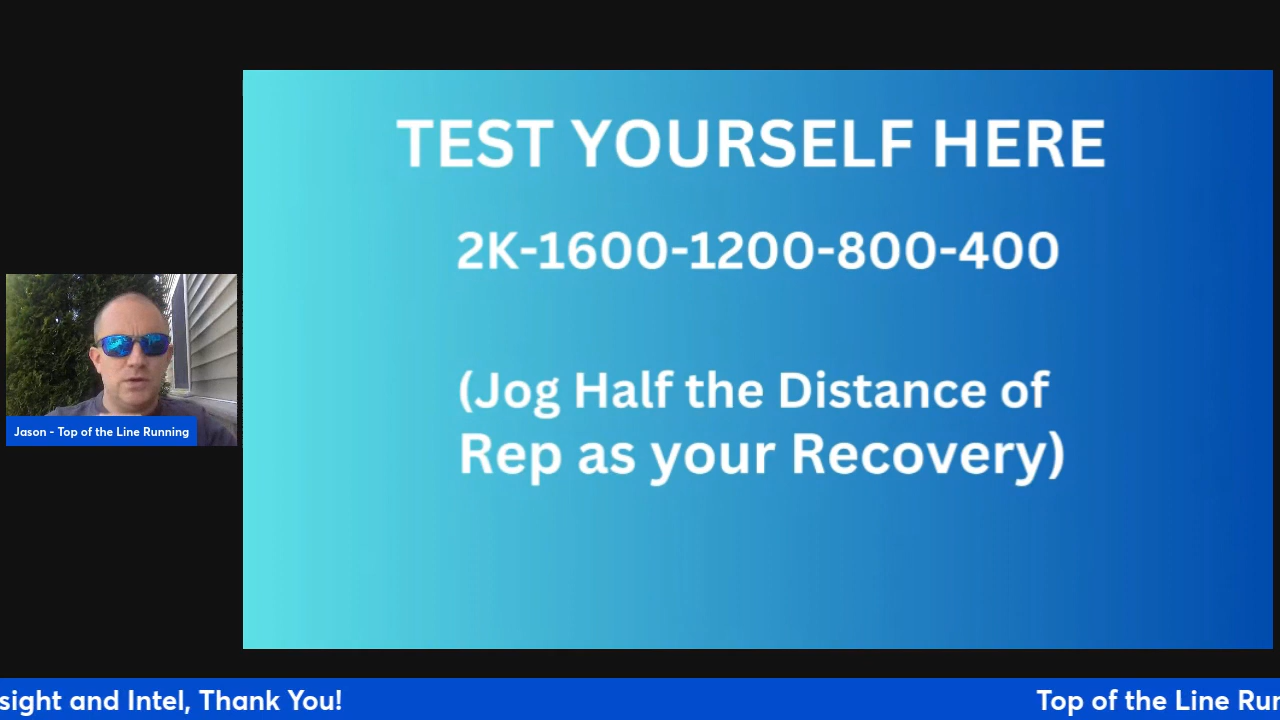 TEST YOURSELF HERE
2K-1600-1200-800-400
(Jog Half the Distance of
Rep as your Recovery)
Jason - Top of the Line Running
sight and Intel, Thank You!
Top of the Line Run